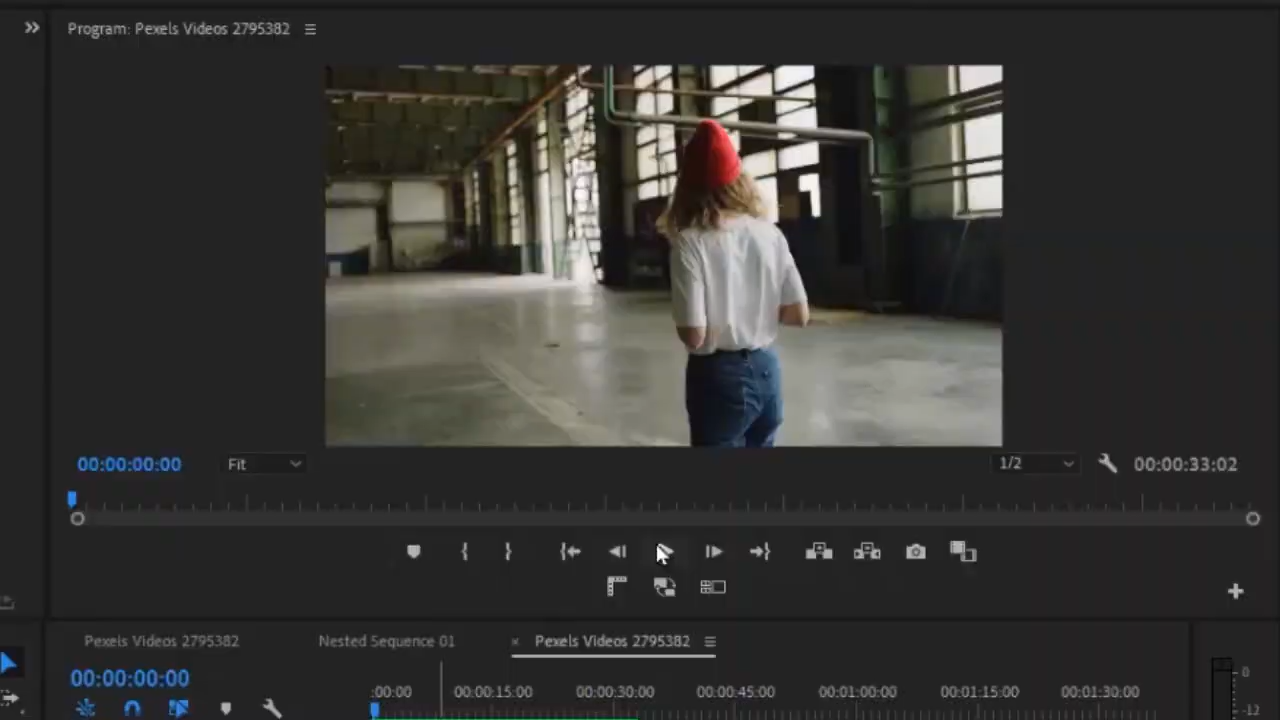 Program: Pexels Videos 2795382
00:00:00:00
Fit
1/2
00:00:33:02
Pexels Videos 2795382
Nested Sequence 01
× Pexels Videos 2795382
00:00:00:00
:00:00
00:00:15:00
00:00:30:00
00:00:45:00
00:01:00:00
00:01:15:00
00:01:30:00
0
-12